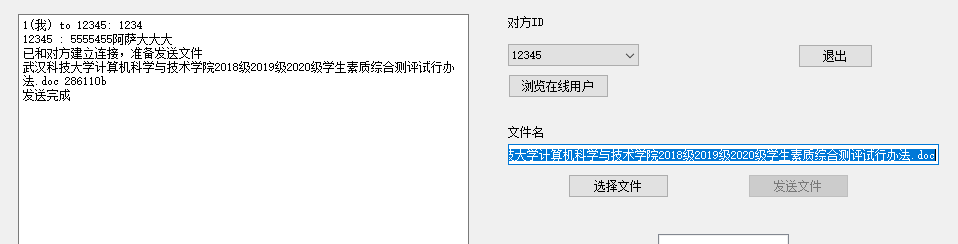 1(我) to 12345: 1234
12345 : 5555455阿萨大大大
已和对方建立连接，准备发送文件
武汉科技大学计算机科学与技术学院2018级2019级2020级学生素质综合测评试行办
法.doc 286110b
发送完成
对方ID
12345
退出
浏览在线用户
文件名
技大学计算机科学与技术学院2018级2019级2020级学生素质综合测评试行办法.doc
选择文件
发送文件